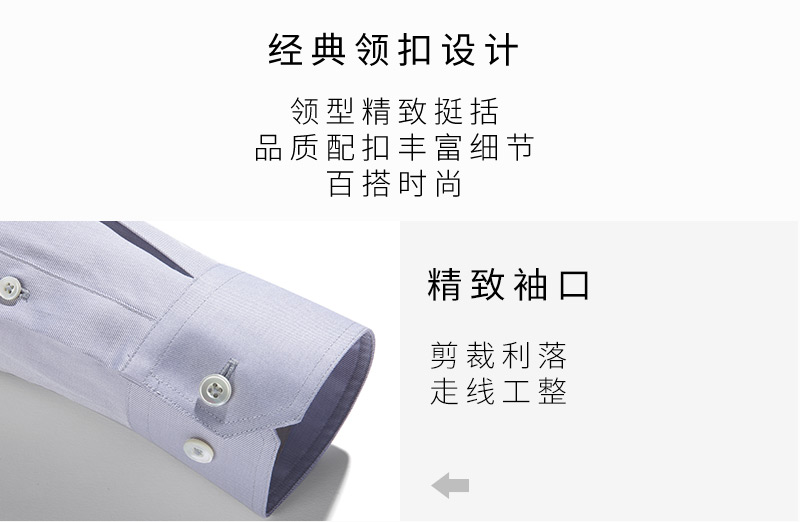 经典领扣设计
领型精致挺括
品质配扣丰富细节
百搭时尚
精致袖口
剪裁利落
走线工整